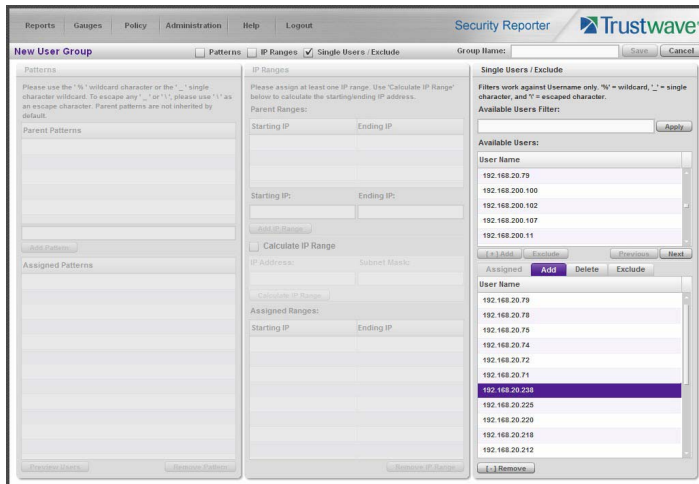 Reports Gauges Policy Administration Help Logout
Security Reporter
Trustwave
New User Group
Patterns
IP Ranges
Single Users / Exclude
Group Name:
Save
Cancel
Patterns
Please use the ' % ' wildcard character or the ' _ ' single
character wildcard. To escape any ' _ ' or ' \ ', please use ' \ ' as
an escape character. Parent patterns are not inherited by
default.
Parent Patterns
Add Pattern
Assigned Patterns
Preview Users
Remove Pattern
IP Ranges
Please assign at least one IP range. Use 'Calculate IP Range'
below to calculate the starting/ending IP address.
Parent Ranges:
Starting IP Ending IP
Starting IP: Ending IP:
Add IP Range
Calculate IP Range
IP Address: Subnet Mask:
Calculate IP Range
Assigned Ranges:
Starting IP Ending IP
Remove IP Range
Single Users / Exclude
Filters work against Username only. '%' = wildcard, '_' = single
character, and '\' = escaped character.
Available Users Filter:
Apply
Available Users:
User Name
192.168.20.79
192.168.200.100
192.168.200.102
192.168.200.107
192.168.200.11
[+] Add Exclude Previous Next
Assigned Add Delete Exclude
User Name
192.168.20.79
192.168.20.78
192.168.20.75
192.168.20.74
192.168.20.72
192.168.20.71
192.168.20.238
192.168.20.225
192.168.20.220
192.168.20.218
192.168.20.212
[-] Remove